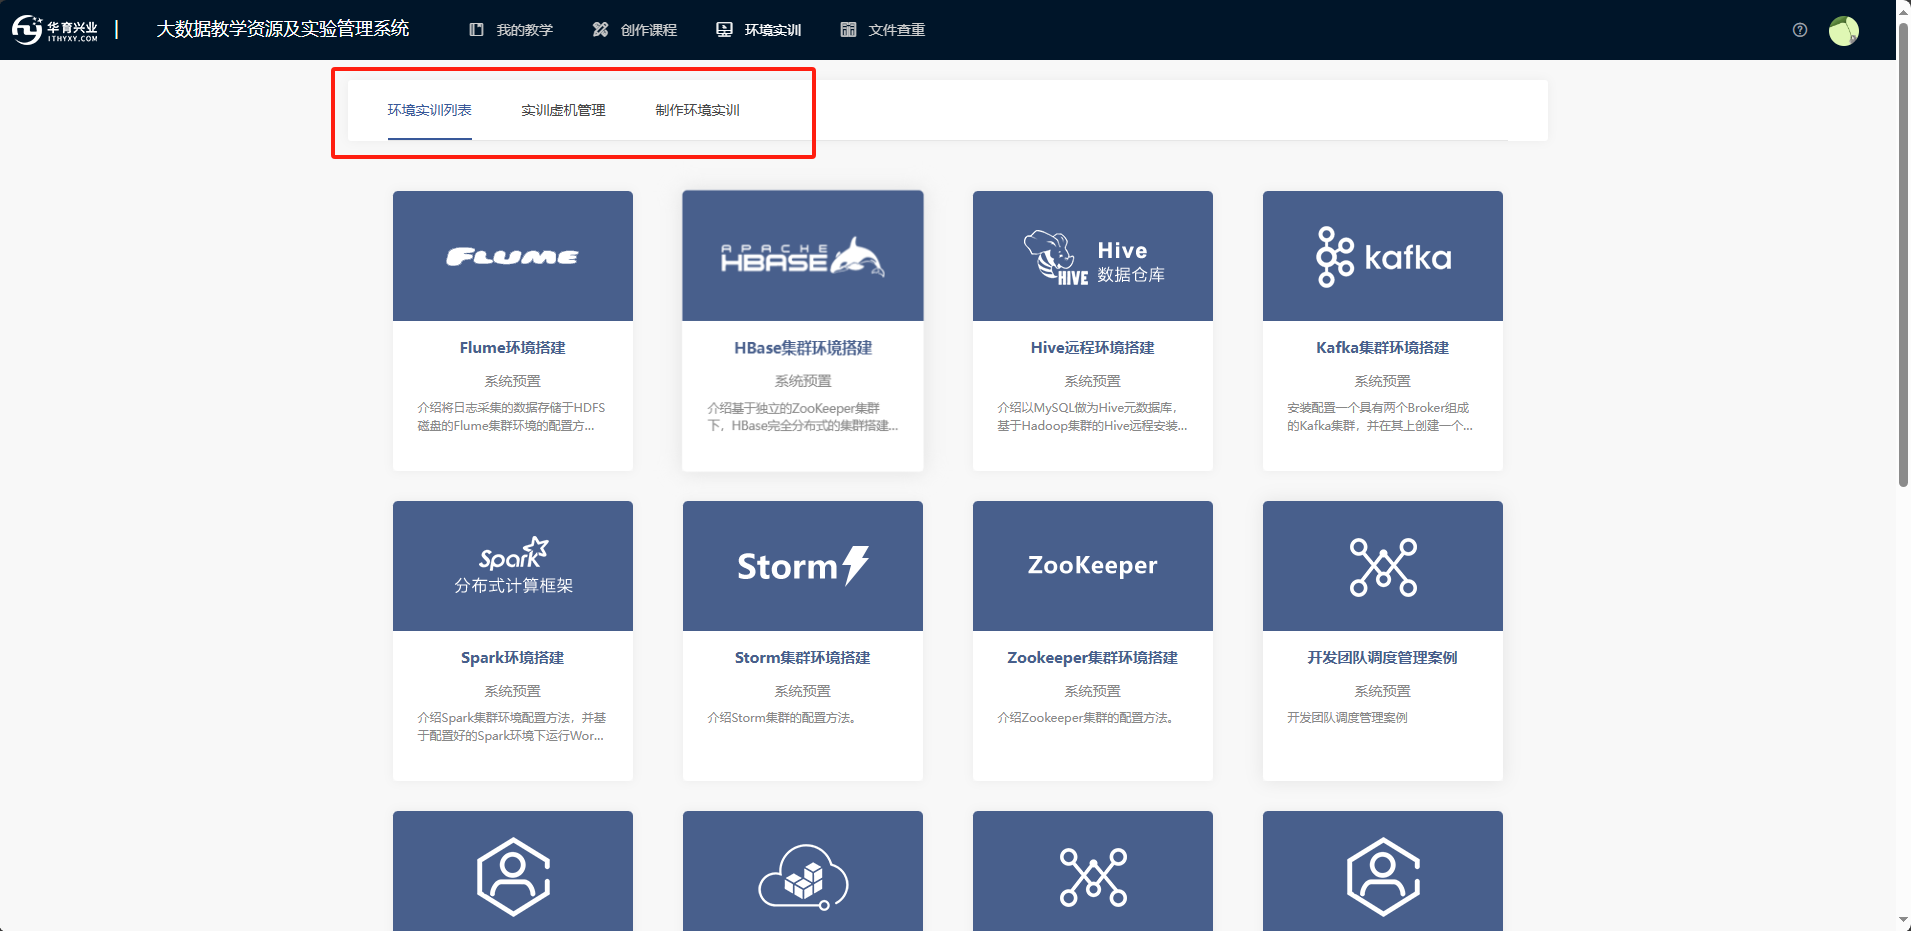 华育兴业
ITHYXY.COM
大数据教学资源及实验管理系统
我的教学
创作课程
环境实训
文件查重
环境实训列表
实训虚机管理
制作环境实训
FLUME
APACHE
HBASE
HIVE
Hive
数据仓库
kafka
Flume环境搭建
系统预置
介绍将日志采集的数据存储于HDFS
磁盘的Flume集群环境的配置方...
HBase集群环境搭建
系统预置
介绍基于独立的ZooKeeper集群
下，HBase完全分布式的集群搭建...
Hive远程环境搭建
系统预置
介绍以MySQL做为Hive元数据库，
基于Hadoop集群的Hive远程安装...
Kafka集群环境搭建
系统预置
安装配置一个具有两个Broker组成
的Kafka集群，并在其上创建一个...
Spark
分布式计算框架
Storm
ZooKeeper
Spark环境搭建
系统预置
介绍Spark集群环境配置方法，并基
于配置好的Spark环境下运行Wor...
Storm集群环境搭建
系统预置
介绍Storm集群的配置方法。
Zookeeper集群环境搭建
系统预置
介绍Zookeeper集群的配置方法。
开发团队调度管理案例
系统预置
开发团队调度管理案例